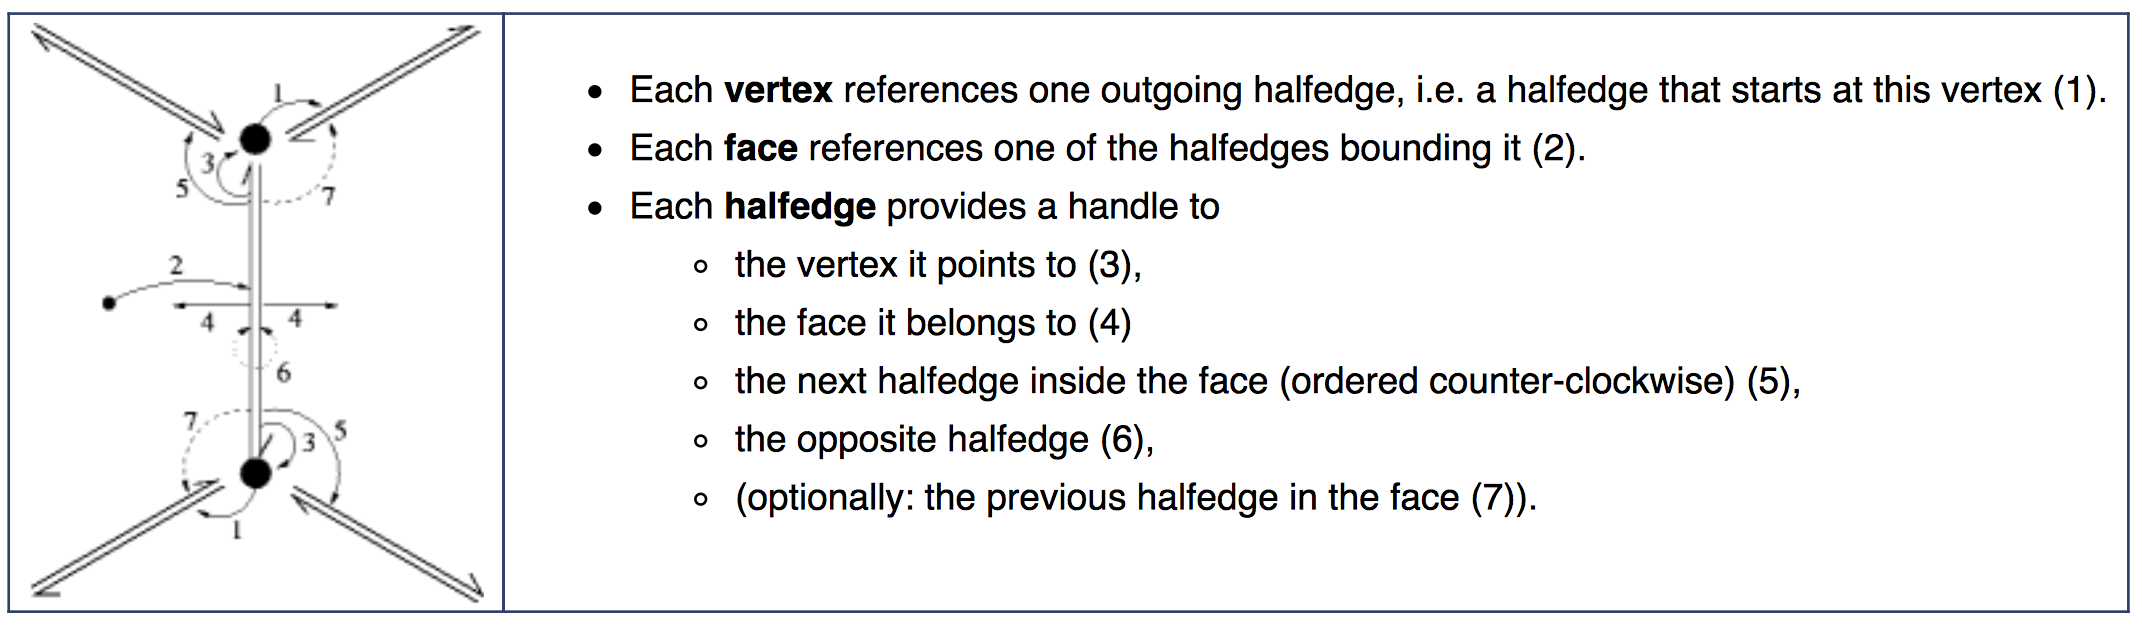 1
3
5
7
2
4
4
6
7
3
5
1
Each vertex references one outgoing halfedge, i.e. a halfedge that starts at this vertex (1).
Each face references one of the halfedges bounding it (2).
Each halfedge provides a handle to
the vertex it points to (3),
the face it belongs to (4)
the next halfedge inside the face (ordered counter-clockwise) (5),
the opposite halfedge (6),
(optionally: the previous halfedge in the face (7)).